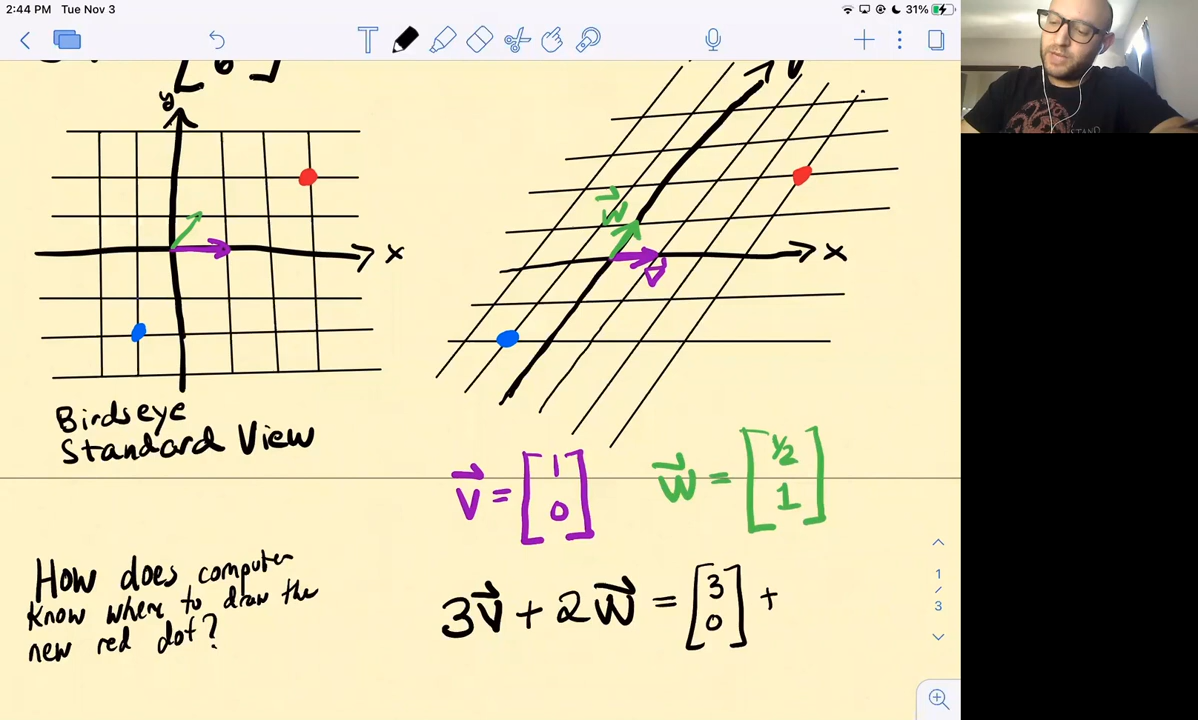 2:44 PM Tue Nov 3
31%
T
6
y
x
x
w
v
Birdseye
Standard View
v = [1 0]
w = [1/2 1]
How does computer
know where to draw the
new red dot?
3v + 2w = [3 0] +
1
/
3